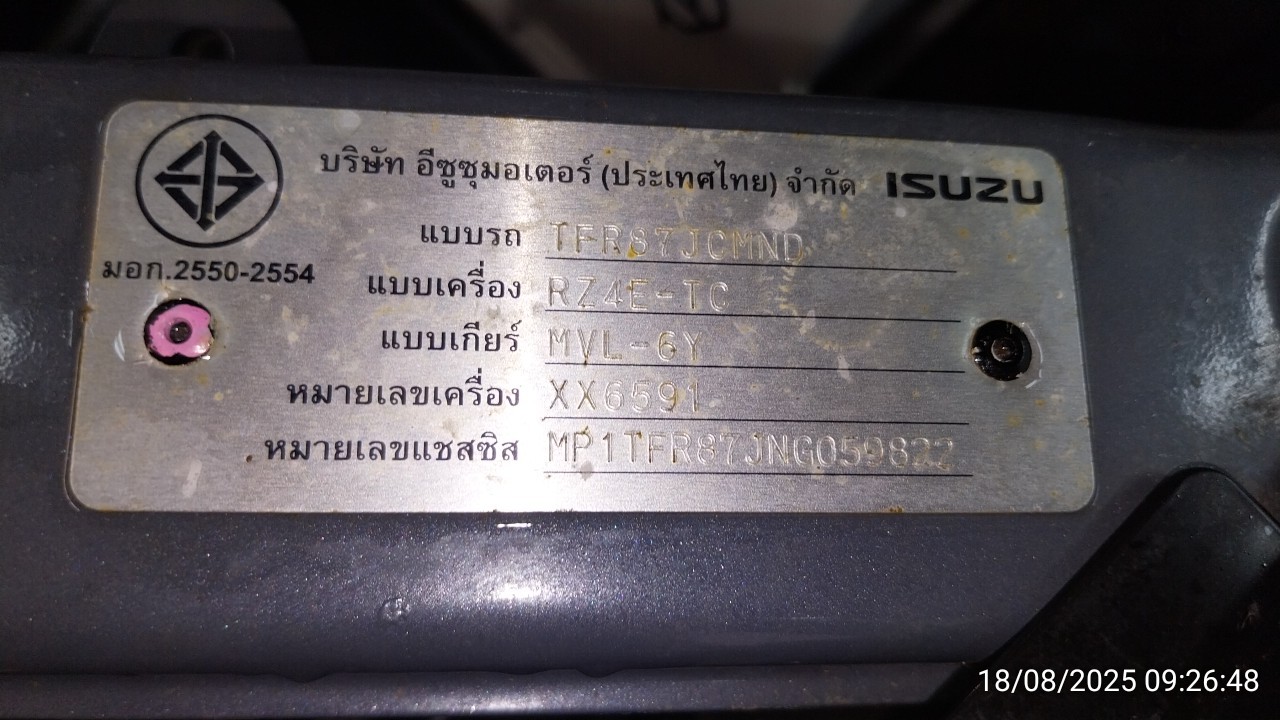 บริษัท อีซูซุมอเตอร์ (ประเทศไทย) จำกัด ISUZU
มอก.2550-2554
แบบรถ TFR87JCMND
แบบเครื่อง RZ4E-TC
แบบเกียร์ MVL-6Y
หมายเลขเครื่อง XX6591
หมายเลขแชสซิส MP1TFR87JNG059822
18/08/2025 09:26:48